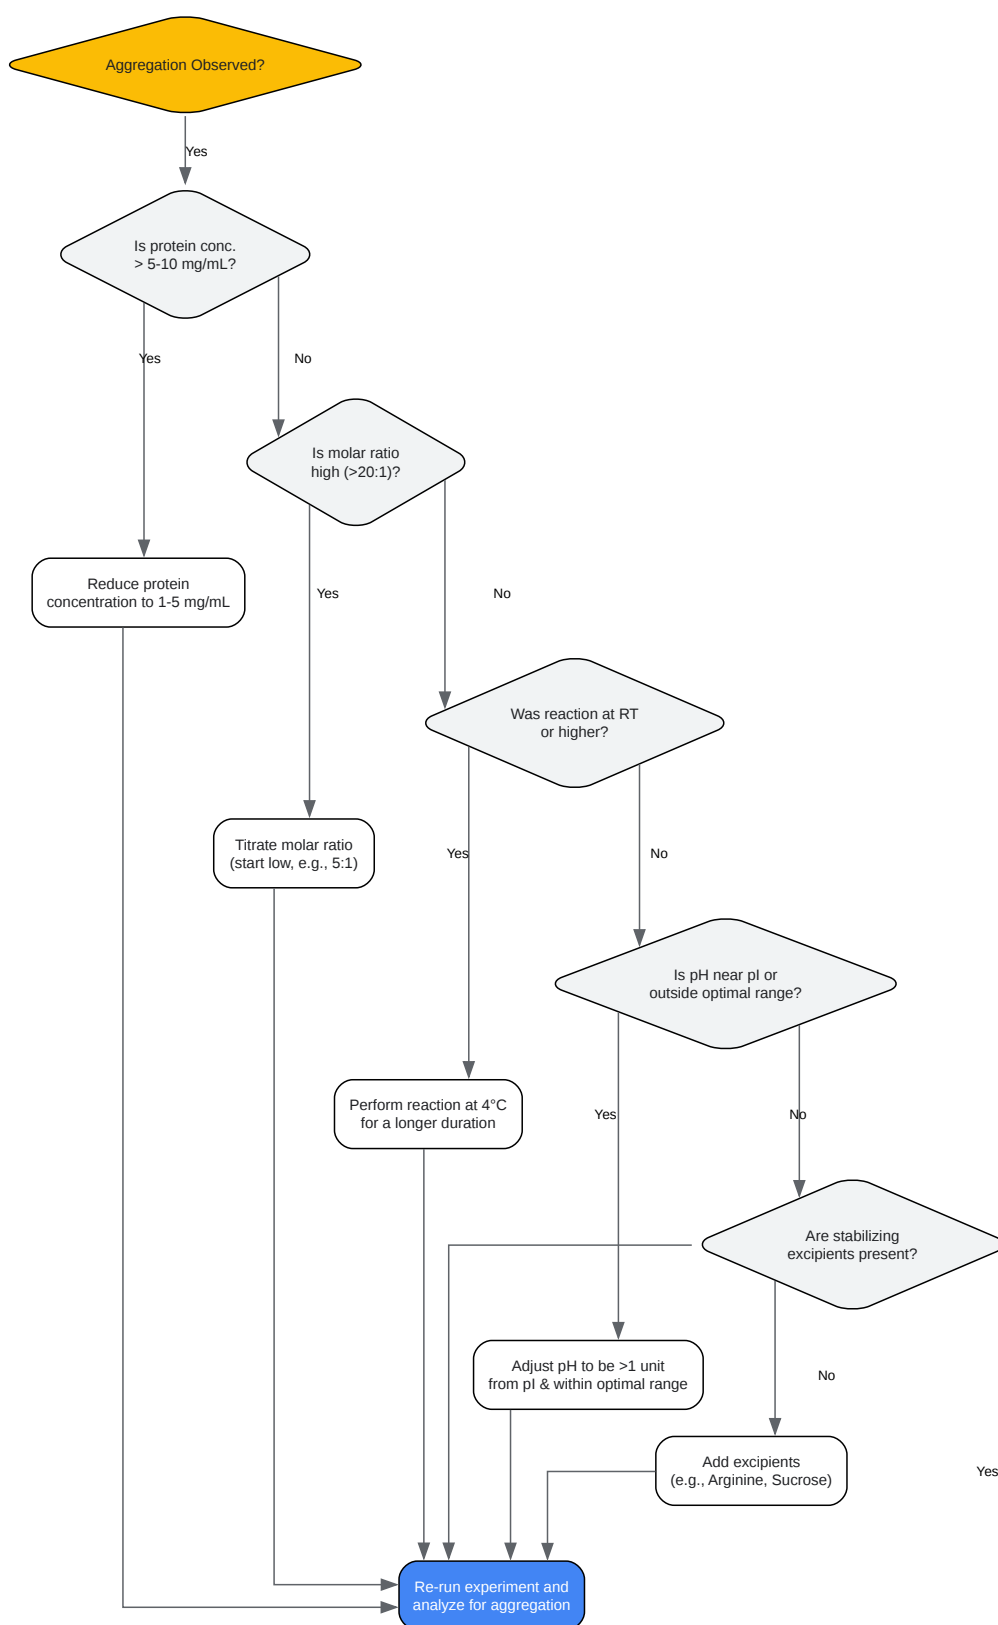 Aggregation Observed?
Yes
Is protein conc.
> 5-10 mg/mL?
Yes
No
Is molar ratio
high (>20:1)?
Reduce protein
concentration to 1-5 mg/mL
Yes
No
Was reaction at RT
or higher?
Titrate molar ratio
(start low, e.g., 5:1)
Yes
No
Is pH near pI or
outside optimal range?
Perform reaction at 4°C
for a longer duration
Yes
No
Are stabilizing
excipients present?
Adjust pH to be >1 unit
from pI & within optimal range
No
Add excipients
(e.g., Arginine, Sucrose)
Yes
Re-run experiment and
analyze for aggregation